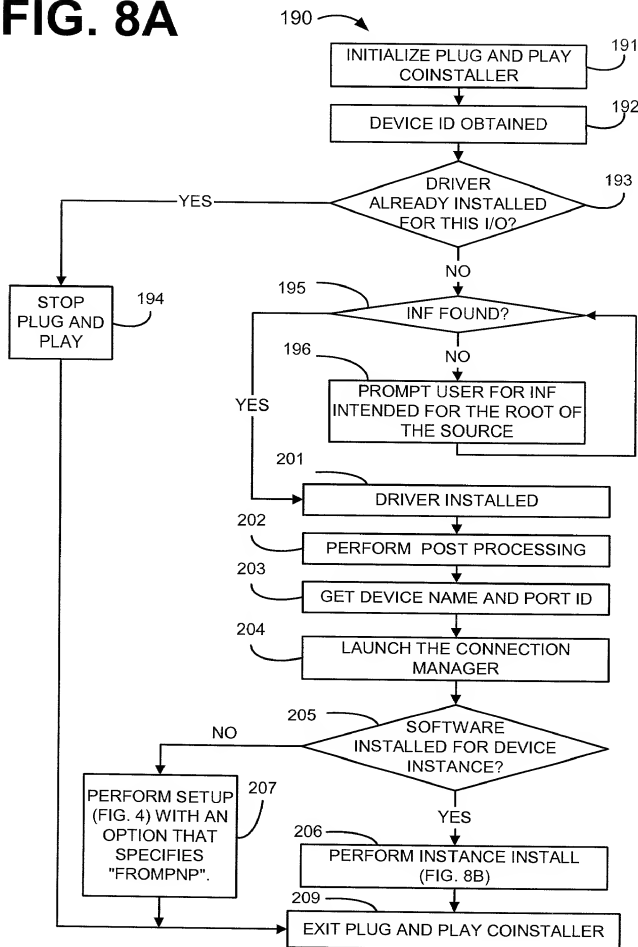 FIG. 8A
190
INITIALIZE PLUG AND PLAY
COINSTALLER
191
DEVICE ID OBTAINED
192
DRIVER
ALREADY INSTALLED
FOR THIS I/O?
193
YES
NO
STOP
PLUG AND
PLAY
194
195
INF FOUND?
NO
196
YES
PROMPT USER FOR INF
INTENDED FOR THE ROOT OF
THE SOURCE
201
DRIVER INSTALLED
202
PERFORM POST PROCESSING
203
GET DEVICE NAME AND PORT ID
204
LAUNCH THE CONNECTION
MANAGER
205
SOFTWARE
INSTALLED FOR DEVICE
INSTANCE?
NO
YES
PERFORM SETUP
(FIG. 4) WITH AN
OPTION THAT
SPECIFIES
"FROMPNP".
207
206
PERFORM INSTANCE INSTALL
(FIG. 8B)
209
EXIT PLUG AND PLAY COINSTALLER